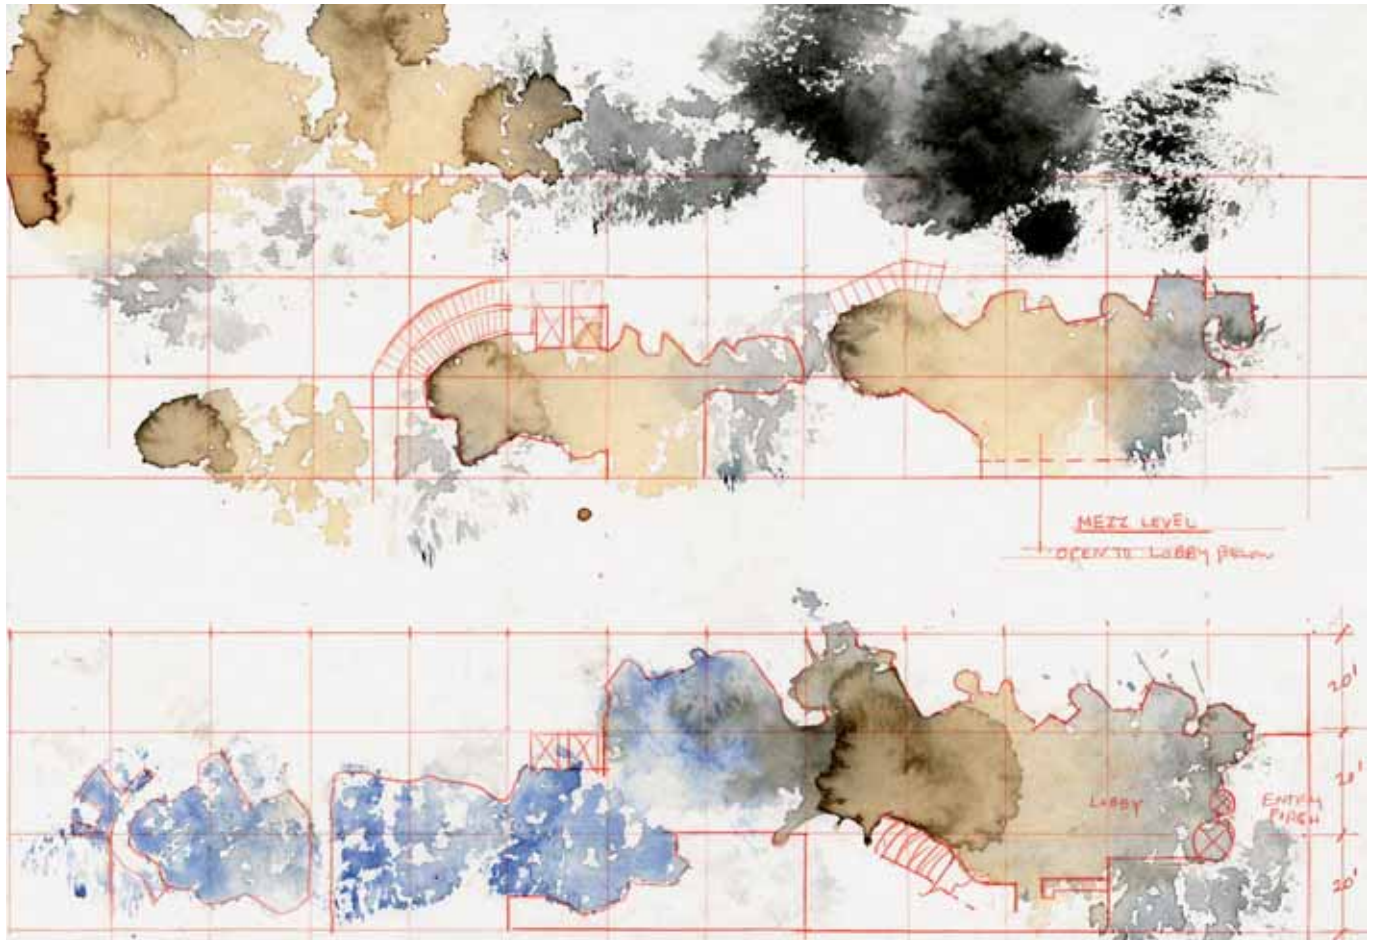 MEZZ LEVEL
OPEN TO LOBBY BELOW
20'
20'
LOBBY
ENTRY
PORCH
20'